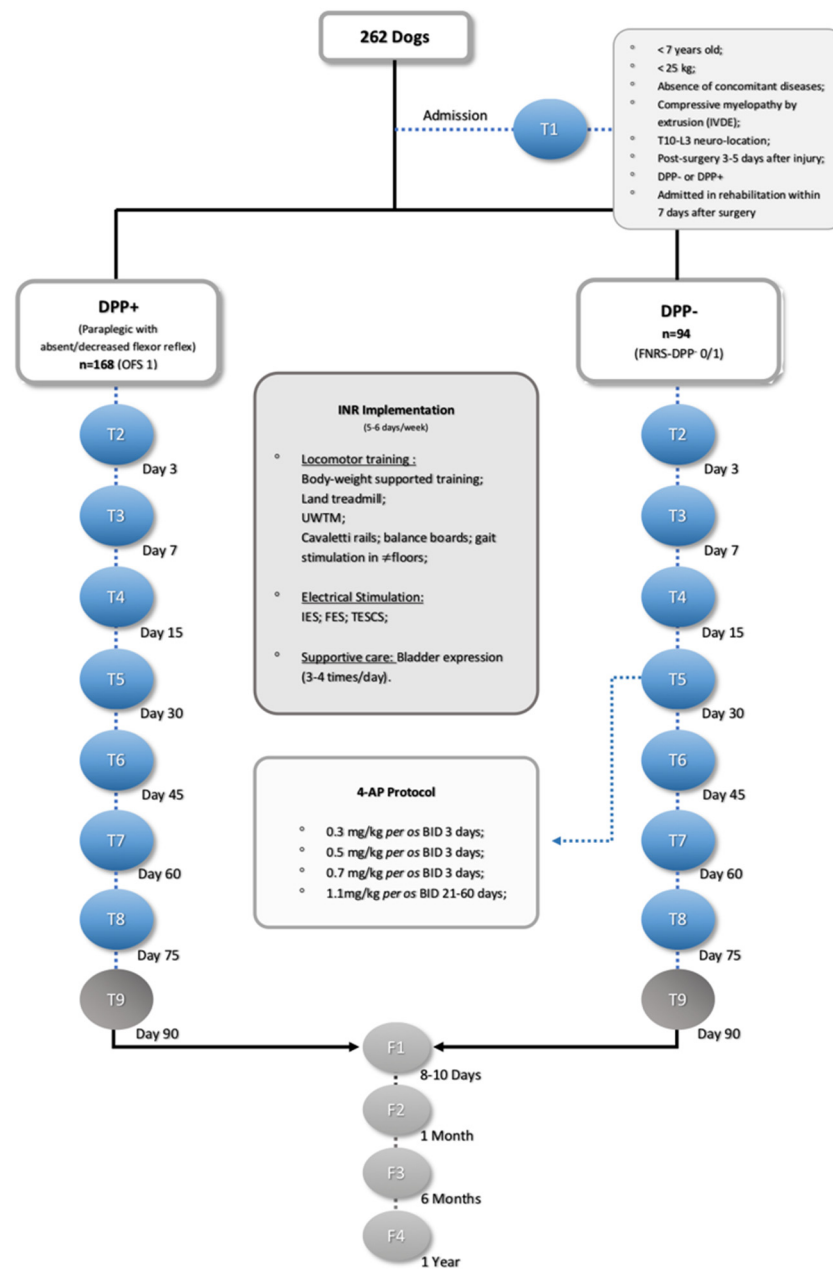 262 Dogs
Admission
T1
° < 7 years old;
° < 25 kg;
° Absence of concomitant diseases;
° Compressive myelopathy by
extrusion (IVDE);
° T10-L3 neuro-location;
° Post-surgery 3-5 days after injury;
° DPP- or DPP+
° Admitted in rehabilitation within
7 days after surgery
DPP+
(Paraplegic with
absent/decreased flexor reflex)
n=168 (OFS 1)
DPP-
n=94
(FNRS-DPP⁻ 0/1)
T2
Day 3
T3
Day 7
T4
Day 15
T5
Day 30
T6
Day 45
T7
Day 60
T8
Day 75
T9
Day 90
INR Implementation
(5-6 days/week)
° Locomotor training :
Body-weight supported training;
Land treadmill;
UWTM;
Cavaletti rails; balance boards; gait
stimulation in ≠floors;
° Electrical Stimulation:
IES; FES; TESCS;
° Supportive care: Bladder expression
(3-4 times/day).
4-AP Protocol
° 0.3 mg/kg per os BID 3 days;
° 0.5 mg/kg per os BID 3 days;
° 0.7 mg/kg per os BID 3 days;
° 1.1mg/kg per os BID 21-60 days;
T2
Day 3
T3
Day 7
T4
Day 15
T5
Day 30
T6
Day 45
T7
Day 60
T8
Day 75
T9
Day 90
F1
8-10 Days
F2
1 Month
F3
6 Months
F4
1 Year